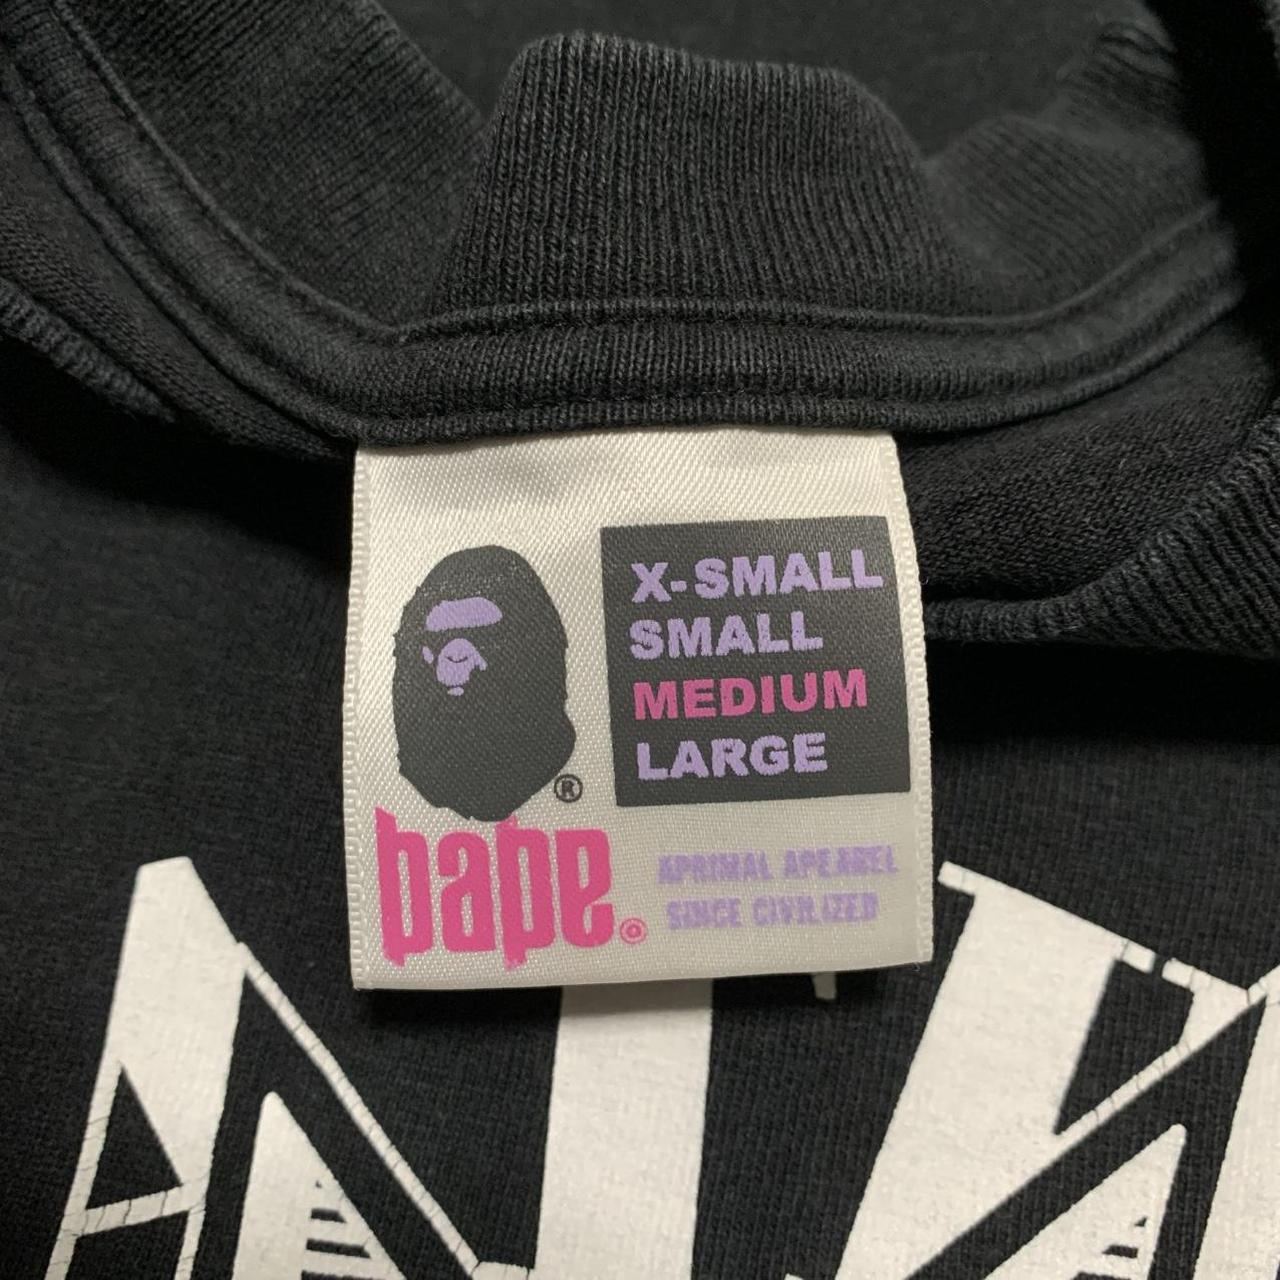 X-SMALL
SMALL
MEDIUM
LARGE
®
bape
APRIMAL APEAREL
SINCE CIVILIZED